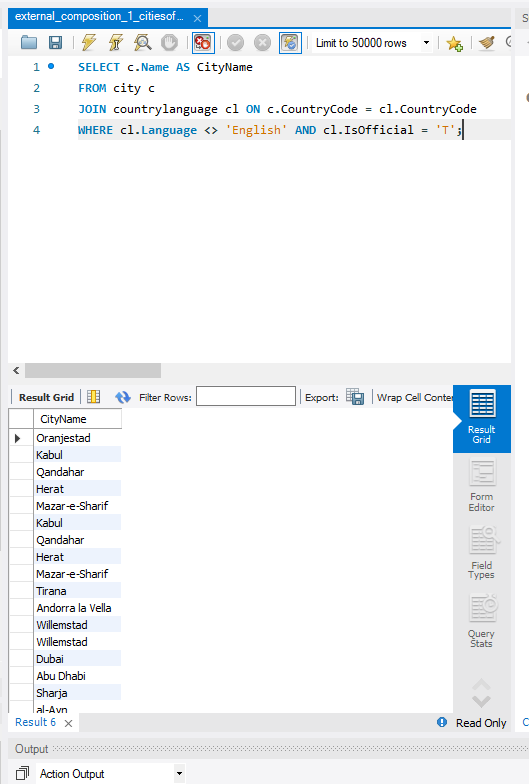 external_composition_1_citiesof...
S
Limit to 50000 rows
1 SELECT c.Name AS CityName
2 FROM city c
3 JOIN countrylanguage cl ON c.CountryCode = cl.CountryCode
4 WHERE cl.Language <> 'English' AND cl.IsOfficial = 'T';
Result Grid Filter Rows: Export: Wrap Cell Conte
CityName
Oranjestad
Kabul
Qandahar
Herat
Mazar-e-Sharif
Kabul
Qandahar
Herat
Mazar-e-Sharif
Tirana
Andorra la Vella
Willemstad
Willemstad
Dubai
Abu Dhabi
Sharja
al-Ayn
Result Grid
Form Editor
Field Types
Query Stats
Result 6
Read Only
C
Output
Action Output